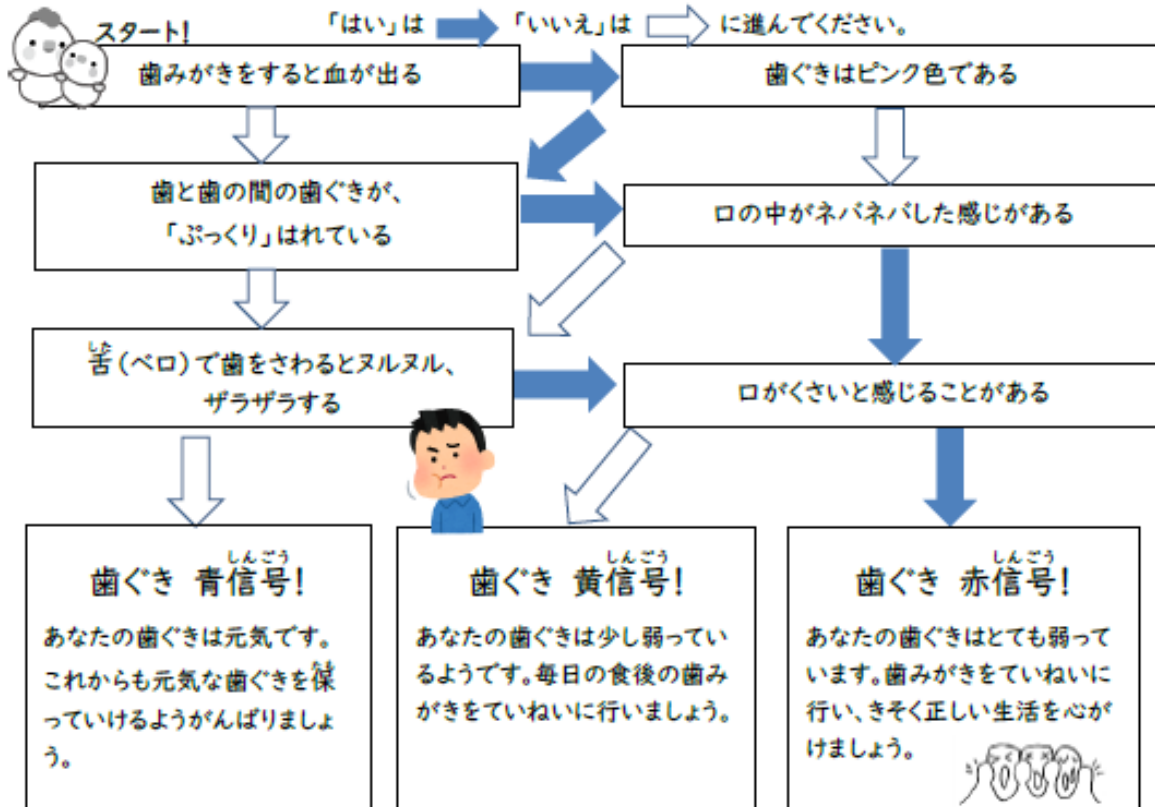 スタート!
「はい」は 「いいえ」は に進んでください。
歯みがきをすると血が出る
歯ぐきはピンク色である
歯と歯の間の歯ぐきが、
「ぷっくり」はれている
口の中がネバネバした感じがある
舌(ベロ)で歯をさわるとヌルヌル、
した
ザラザラする
口がくさいと感じることがある
歯ぐき 青信号!
しんごう
あなたの歯ぐきは元気です。
これからも元気な歯ぐきを保
たも
っていけるようがんばりましょ
う。
歯ぐき 黄信号!
しんごう
あなたの歯ぐきは少し弱ってい
るようです。毎日の食後の歯み
がきをていねいに行いましょう。
歯ぐき 赤信号!
しんごう
あなたの歯ぐきはとても弱って
います。歯みがきをていねいに
行い、きそく正しい生活を心が
けましょう。